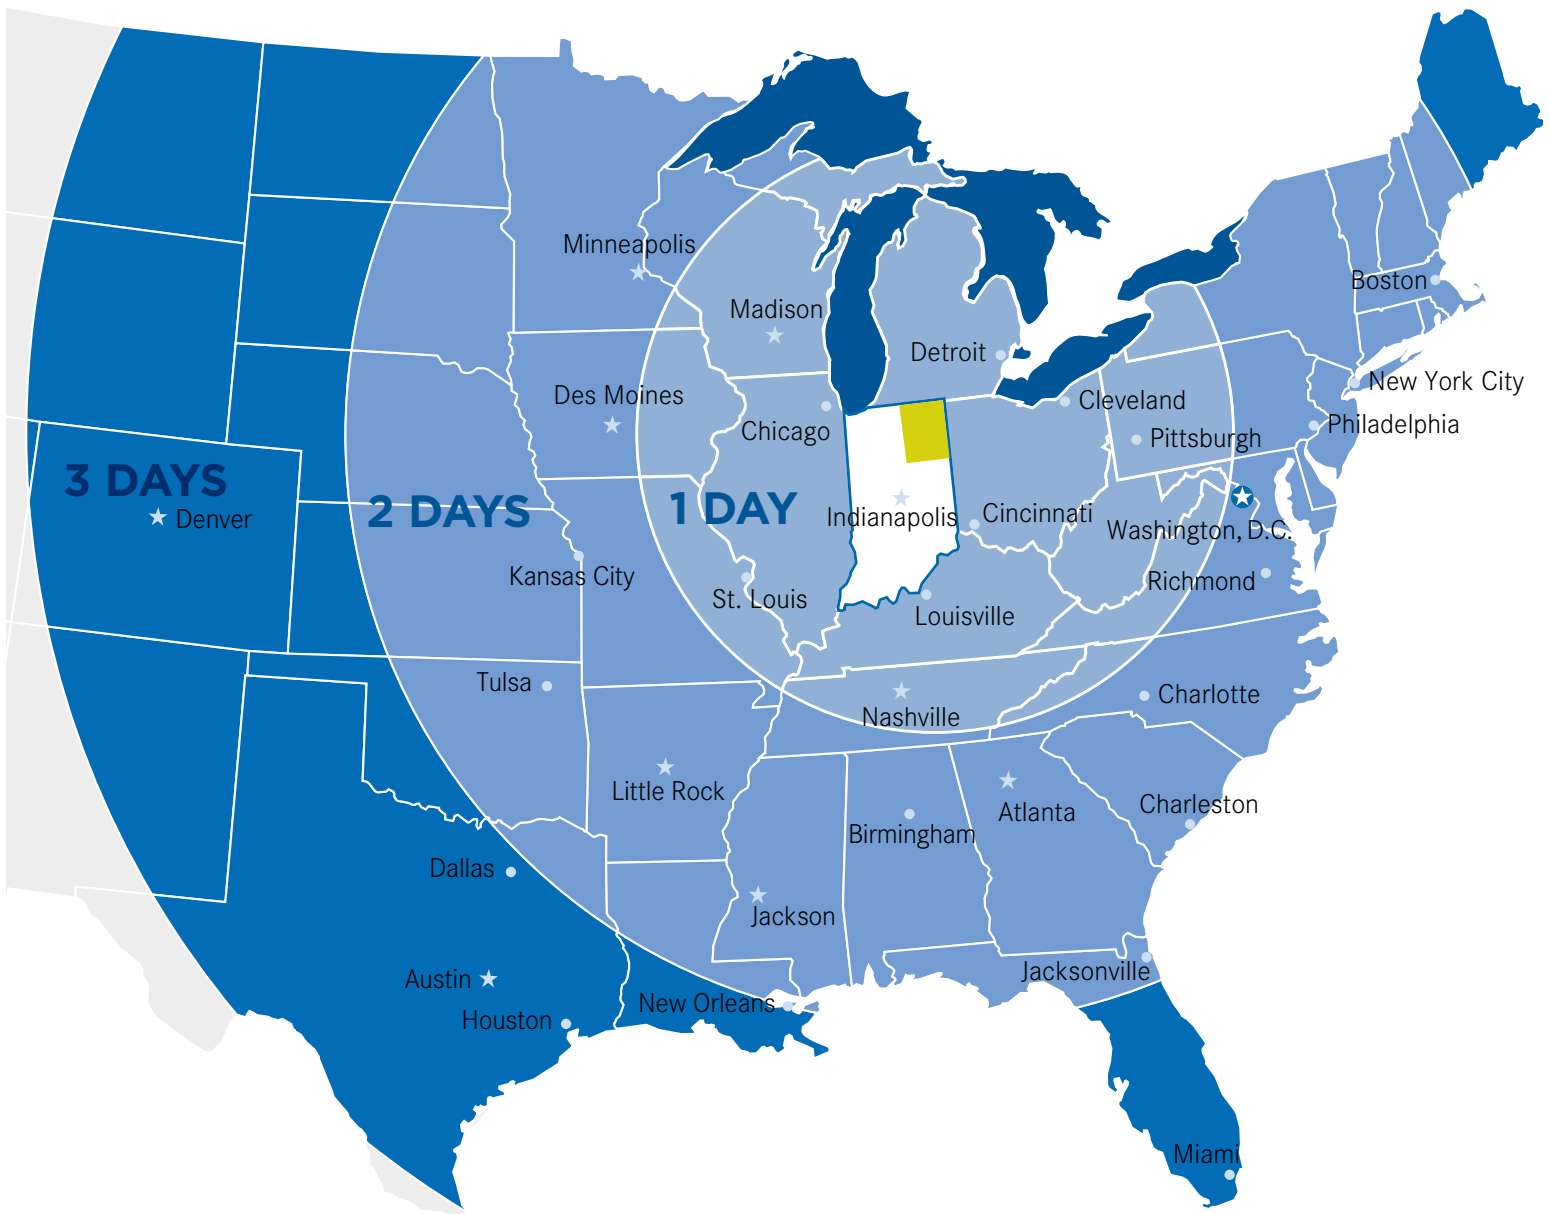 Minneapolis
Boston
Madison
Detroit
New York City
Des Moines
Cleveland
Chicago
Philadelphia
Pittsburgh
3 DAYS
2 DAYS
1 DAY
Denver
Indianapolis
Cincinnati
Washington, D.C.
Kansas City
Richmond
St. Louis
Louisville
Tulsa
Charlotte
Nashville
Little Rock
Charleston
Atlanta
Birmingham
Dallas
Jackson
Jacksonville
Austin
New Orleans
Houston
Miami